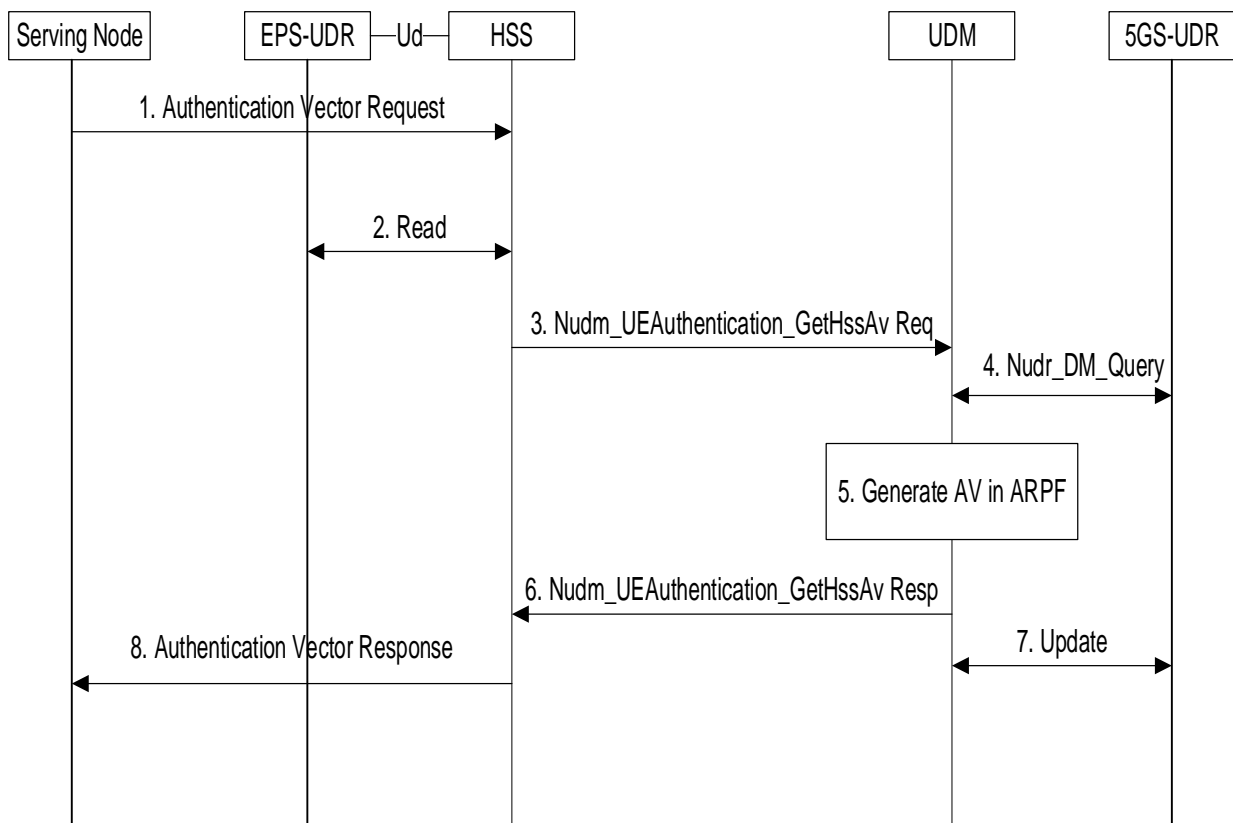 Serving Node
EPS-UDR
Ud
HSS
UDM
5GS-UDR
1. Authentication Vector Request
2. Read
3. Nudm_UEAuthentication_GetHssAv Req
4. Nudr_DM_Query
5. Generate AV in ARPF
6. Nudm_UEAuthentication_GetHssAv Resp
7. Update
8. Authentication Vector Response